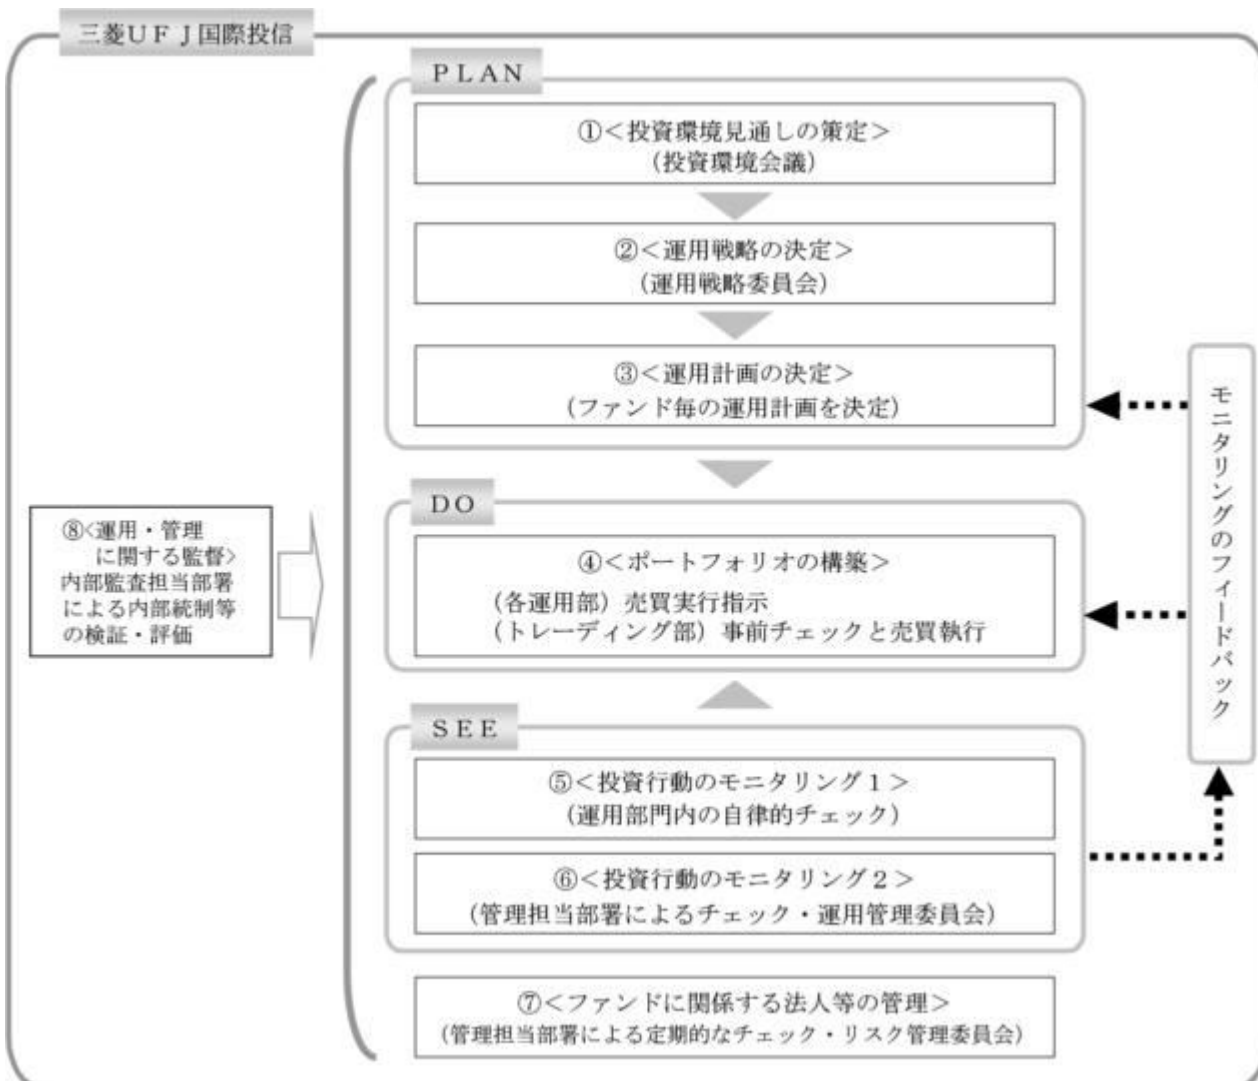 三菱ＵＦＪ国際投信
ＰＬＡＮ
①＜投資環境見通しの策定＞
（投資環境会議）
②＜運用戦略の決定＞
（運用戦略委員会）
③＜運用計画の決定＞
（ファンド毎の運用計画を決定）
ＤＯ
④＜ポートフォリオの構築＞
（各運用部）売買実行指示
（トレーディング部）事前チェックと売買執行
ＳＥＥ
⑤＜投資行動のモニタリング１＞
（運用部門内の自律的チェック）
⑥＜投資行動のモニタリング２＞
（管理担当部署によるチェック・運用管理委員会）
⑦＜ファンドに関係する法人等の管理＞
（管理担当部署による定期的なチェック・リスク管理委員会）
⑧<運用・管理
に関する監督>
内部監査担当部署
による内部統制等
の検証・評価
モニタリングのフィードバック